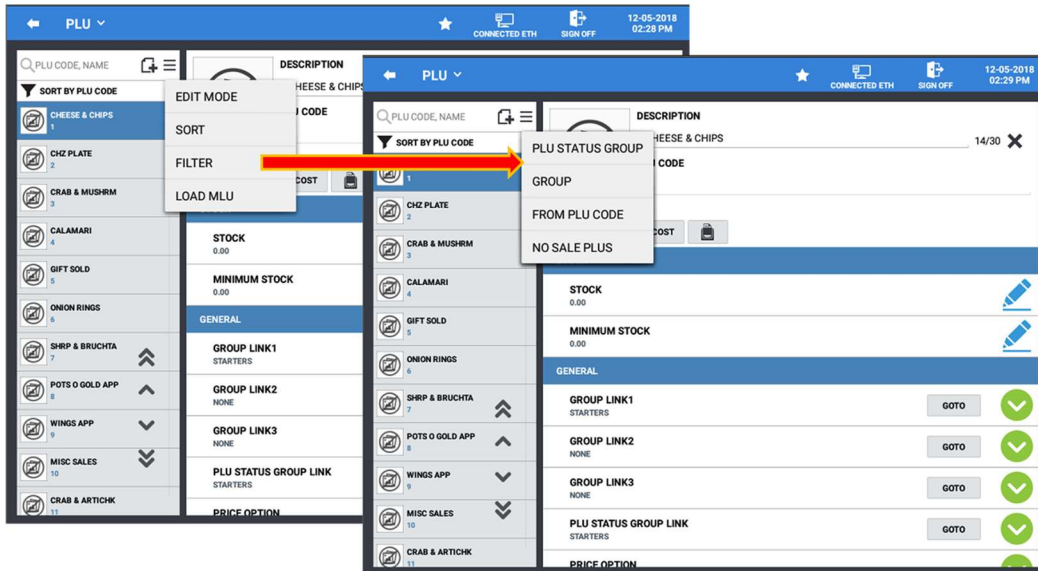 PLU
CONNECTED ETH
SIGN OFF
12-05-2018
02:28 PM
PLU CODE, NAME
SORT BY PLU CODE
CHEESE & CHIPS
1
CHZ PLATE
2
CRAB & MUSHRM
3
CALAMARI
4
GIFT SOLD
5
ONION RINGS
6
SHRP & BRUCHTA
7
POTS O GOLD APP
8
WINGS APP
9
MISC SALES
10
CRAB & ARTICHK
11
EDIT MODE
SORT
FILTER
LOAD MLU
DESCRIPTION
HEESE & CHIPS
CODE
COST
STOCK
0.00
MINIMUM STOCK
0.00
GENERAL
GROUP LINK1
STARTERS
GROUP LINK2
NONE
GROUP LINK3
NONE
PLU STATUS GROUP LINK
STARTERS
PRICE OPTION
PLU
CONNECTED ETH
SIGN OFF
12-05-2018
02:29 PM
PLU CODE, NAME
SORT BY PLU CODE
1
CHZ PLATE
2
CRAB & MUSHRM
3
CALAMARI
4
GIFT SOLD
5
ONION RINGS
6
SHRP & BRUCHTA
7
POTS O GOLD APP
8
WINGS APP
9
MISC SALES
10
CRAB & ARTICHK
11
PLU STATUS GROUP
GROUP
FROM PLU CODE
NO SALE PLUS
DESCRIPTION
HEESE & CHIPS
14/30
CODE
COST
STOCK
0.00
MINIMUM STOCK
0.00
GENERAL
GROUP LINK1
STARTERS
GOTO
GROUP LINK2
NONE
GOTO
GROUP LINK3
NONE
GOTO
PLU STATUS GROUP LINK
STARTERS
GOTO
PRICE OPTION